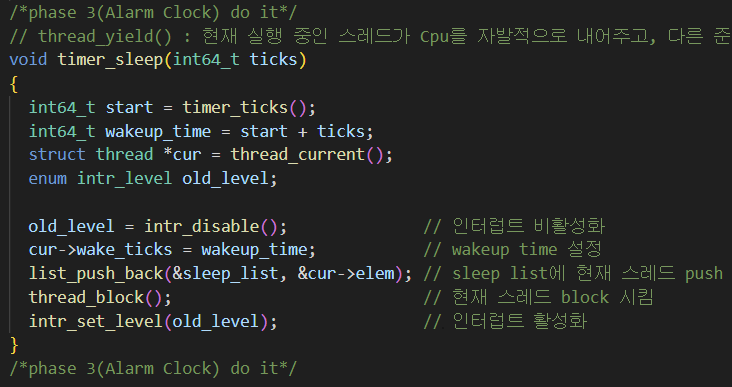 /*phase 3(Alarm Clock) do it*/
// thread_yield() : 현재 실행 중인 스레드가 Cpu를 자발적으로 내어주고, 다른 준
void timer_sleep(int64_t ticks)
{
  int64_t start = timer_ticks();
  int64_t wakeup_time = start + ticks;
  struct thread *cur = thread_current();
  enum intr_level old_level;

  old_level = intr_disable();             // 인터럽트 비활성화
  cur->wake_ticks = wakeup_time;          // wakeup time 설정
  list_push_back(&sleep_list, &cur->elem); // sleep list에 현재 스레드 push
  thread_block();                         // 현재 스레드 block 시킴
  intr_set_level(old_level);              // 인터럽트 활성화
}
/*phase 3(Alarm Clock) do it*/